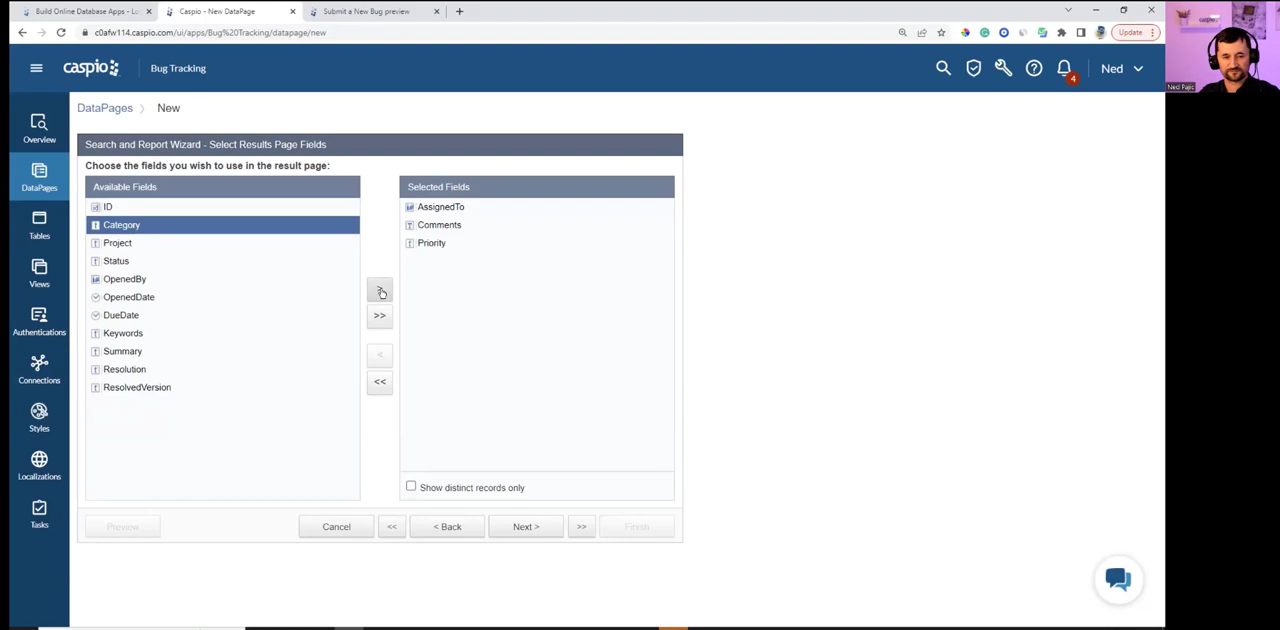 Build Online Database Apps - Lo
Caspio - New DataPage
Submit a New Bug preview
c0afw114.caspio.com/ui/apps/Bug%20Tracking/datapage/new
Update
caspio
Bug Tracking
4
Ned
caspio
Ned Pajic
Overview
DataPages
Tables
Views
Authentications
Connections
Styles
Localizations
Tasks
DataPages
New
Search and Report Wizard - Select Results Page Fields
Choose the fields you wish to use in the result page:
Available Fields
ID
Category
Project
Status
OpenedBy
OpenedDate
DueDate
Keywords
Summary
Resolution
ResolvedVersion
>
>>
<
<<
Selected Fields
AssignedTo
Comments
Priority
Show distinct records only
Preview
Cancel
<<
< Back
Next >
>>
Finish